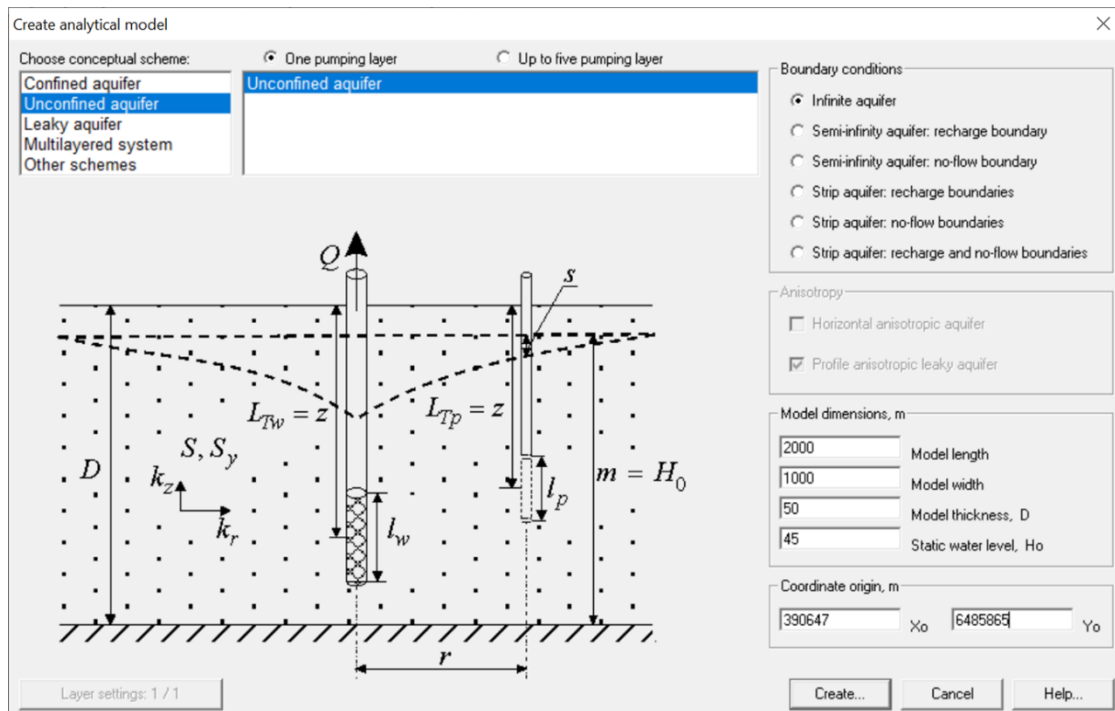 Create analytical model
Choose conceptual scheme:
One pumping layer
Up to five pumping layer
Confined aquifer
Unconfined aquifer
Leaky aquifer
Multilayered system
Other schemes
Unconfined aquifer
Boundary conditions
Infinite aquifer
Semi-infinity aquifer: recharge boundary
Semi-infinity aquifer: no-flow boundary
Strip aquifer: recharge boundaries
Strip aquifer: no-flow boundaries
Strip aquifer: recharge and no-flow boundaries
Anisotropy
Horizontal anisotropic aquifer
Profile anisotropic leaky aquifer
Model dimensions, m
2000 Model length
1000 Model width
50 Model thickness, D
45 Static water level, Ho
Coordinate origin, m
390647 Xo 6485865 Yo
Q
s
L_Tw = z
L_Tp = z
S, S_y
D
k_z
k_r
l_w
l_p
m = H_0
r
Layer settings: 1 / 1
Create...
Cancel
Help...